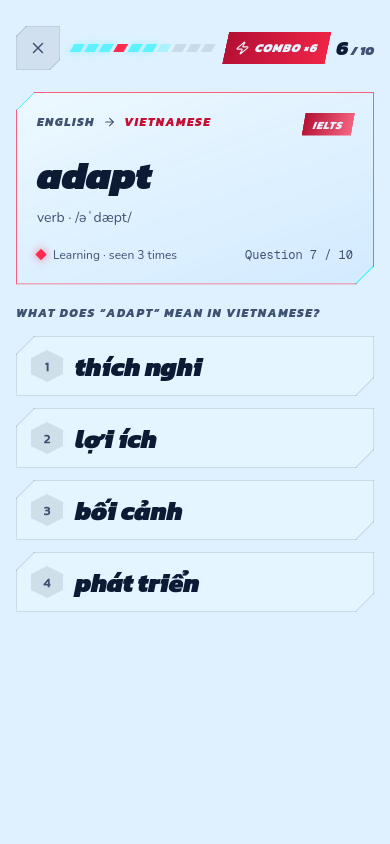 COMBO ×6 6 / 10
ENGLISH → VIETNAMESE IELTS
adapt
verb · /əˈdæpt/
Learning · seen 3 times Question 7 / 10
WHAT DOES “ADAPT” MEAN IN VIETNAMESE?
1 thích nghi
2 lợi ích
3 bối cảnh
4 phát triển